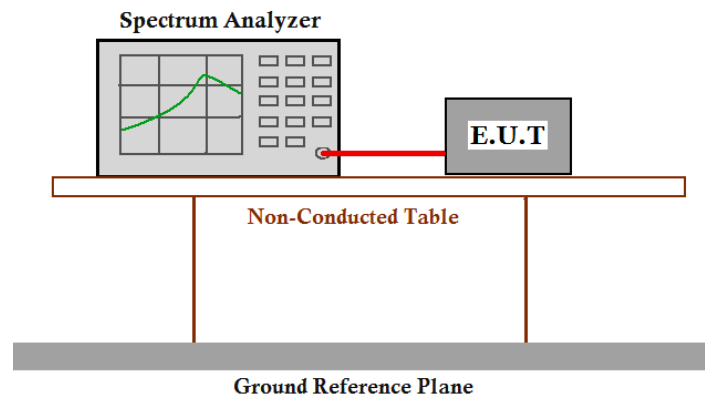 Spectrum Analyzer
E.U.T
Non-Conducted Table
Ground Reference Plane